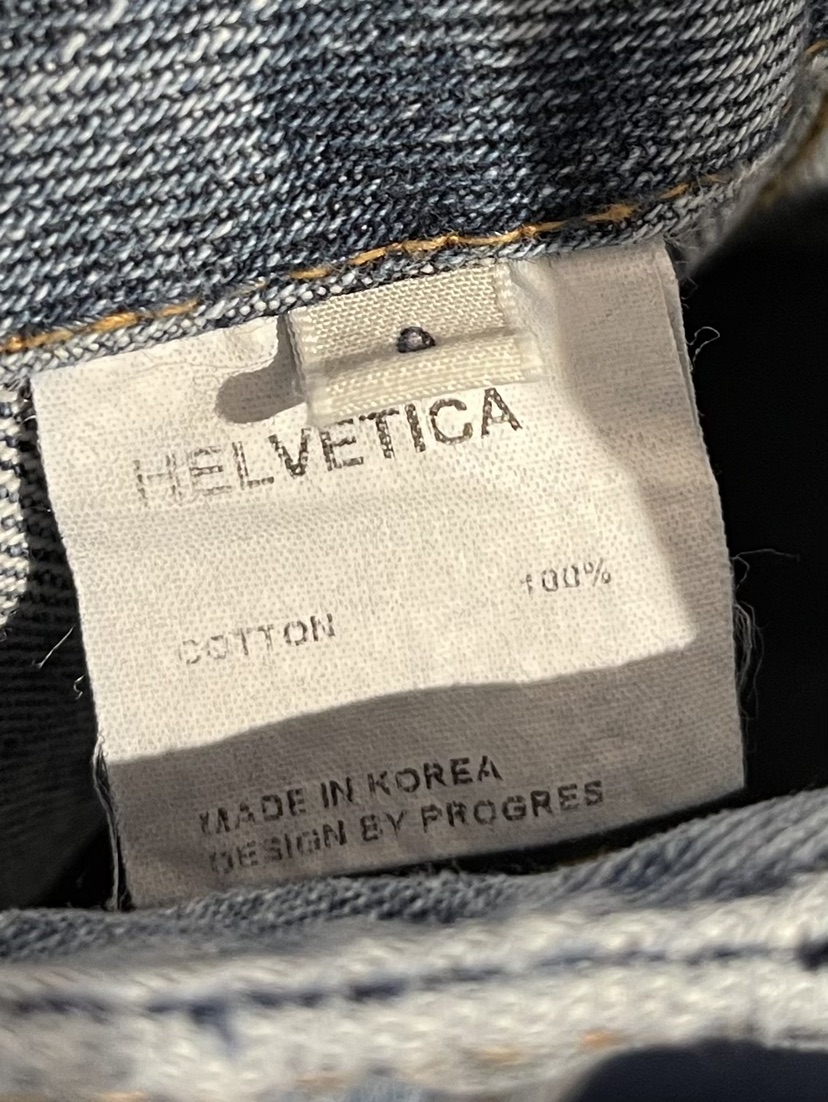 HELVETICA
100%
COTTON
MADE IN KOREA
DESIGN BY PROGRES